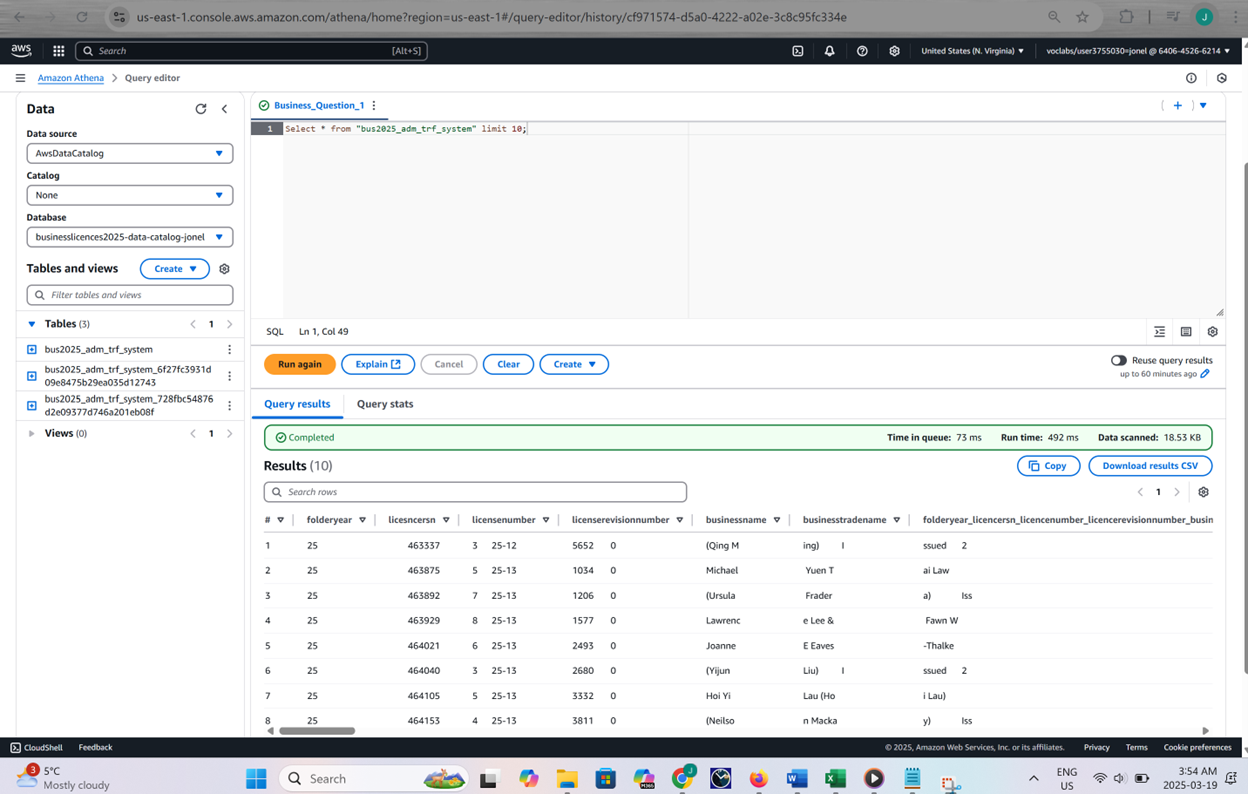 us-east-1.console.aws.amazon.com/athena/home?region=us-east-1#/query-editor/history/cf971574-d5a0-4222-a02e-3c8c95fc334e
J
aws
Search
[Alt+S]
United States (N. Virginia)
voclabs/user3755030=jonel @ 6406-4526-6214
Amazon Athena
Query editor
Data
Data source
AwsDataCatalog
Catalog
None
Database
businesslicences2025-data-catalog-jonel
Tables and views
Create
Filter tables and views
Tables (3)
1
bus2025_adm_trf_system
bus2025_adm_trf_system_6f27fc3931d
09e8475b29ea035d12743
bus2025_adm_trf_system_728fbc54876
d2e09377d746a201eb08f
Views (0)
1
Business_Question_1
1 Select * from "bus2025_adm_trf_system" limit 10;
SQL Ln 1, Col 49
Run again
Explain
Cancel
Clear
Create
Reuse query results
up to 60 minutes ago
Query results
Query stats
Completed
Time in queue: 73 ms Run time: 492 ms Data scanned: 18.53 KB
Results (10)
Copy
Download results CSV
Search rows
1
# folderyear licesncersn licensenumber licenserevisionnumber businessname businesstradename folderyear_licencersn_licencenumber_licencerevisionnumber_busin
1 25 463337 3 25-12 5652 0 (Qing M ing) I ssued 2
2 25 463875 5 25-13 1034 0 Michael Yuen T ai Law
3 25 463892 7 25-13 1206 0 (Ursula Frader a) Iss
4 25 463929 8 25-13 1577 0 Lawrenc e Lee & Fawn W
5 25 464021 6 25-13 2493 0 Joanne E Eaves -Thalke
6 25 464040 3 25-13 2680 0 (Yijun Liu) I ssued 2
7 25 464105 5 25-13 3332 0 Hoi Yi Lau (Ho i Lau)
8 25 464153 4 25-13 3811 0 (Neilso n Macka y) Iss
CloudShell
Feedback
© 2025, Amazon Web Services, Inc. or its affiliates.
Privacy
Terms
Cookie preferences
3
5°C
Mostly cloudy
Search
M365
J
ENG
US
3:54 AM
2025-03-19